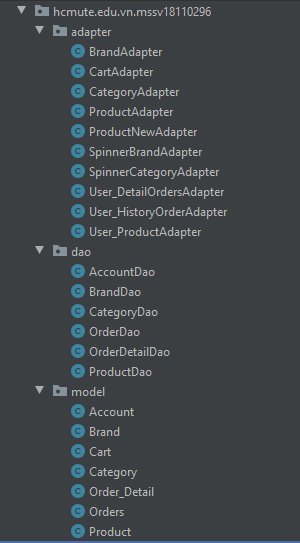 hcmute.edu.vn.mssv18110296
adapter
BrandAdapter
CartAdapter
CategoryAdapter
ProductAdapter
ProductNewAdapter
SpinnerBrandAdapter
SpinnerCategoryAdapter
User_DetailOrdersAdapter
User_HistoryOrderAdapter
User_ProductAdapter
dao
AccountDao
BrandDao
CategoryDao
OrderDao
OrderDetailDao
ProductDao
model
Account
Brand
Cart
Category
Order_Detail
Orders
Product